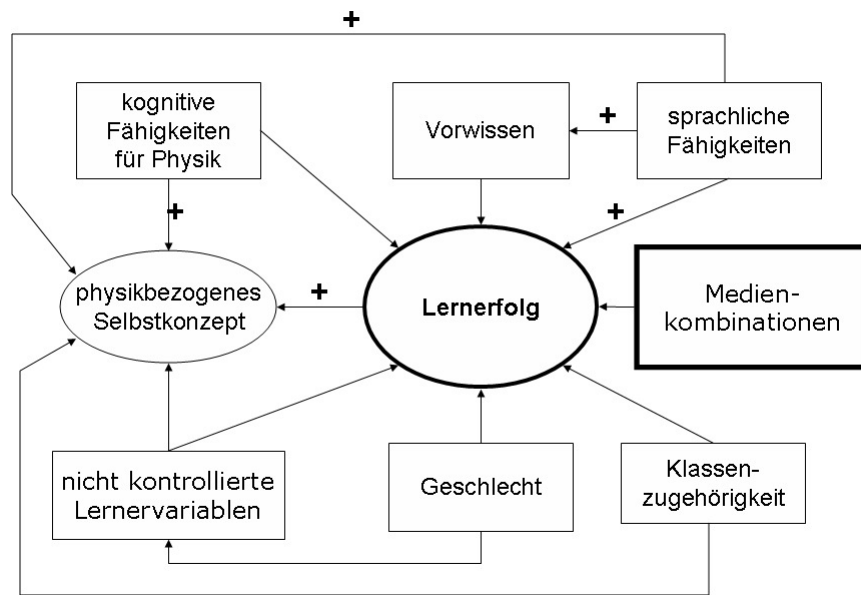 +
kognitive
Fähigkeiten
für Physik
Vorwissen
+
sprachliche
Fähigkeiten
+
+
physikbezogenes
Selbstkonzept
+
Lernerfolg
Medien-
kombinationen
nicht kontrollierte
Lernervariablen
Geschlecht
Klassen-
zugehörigkeit